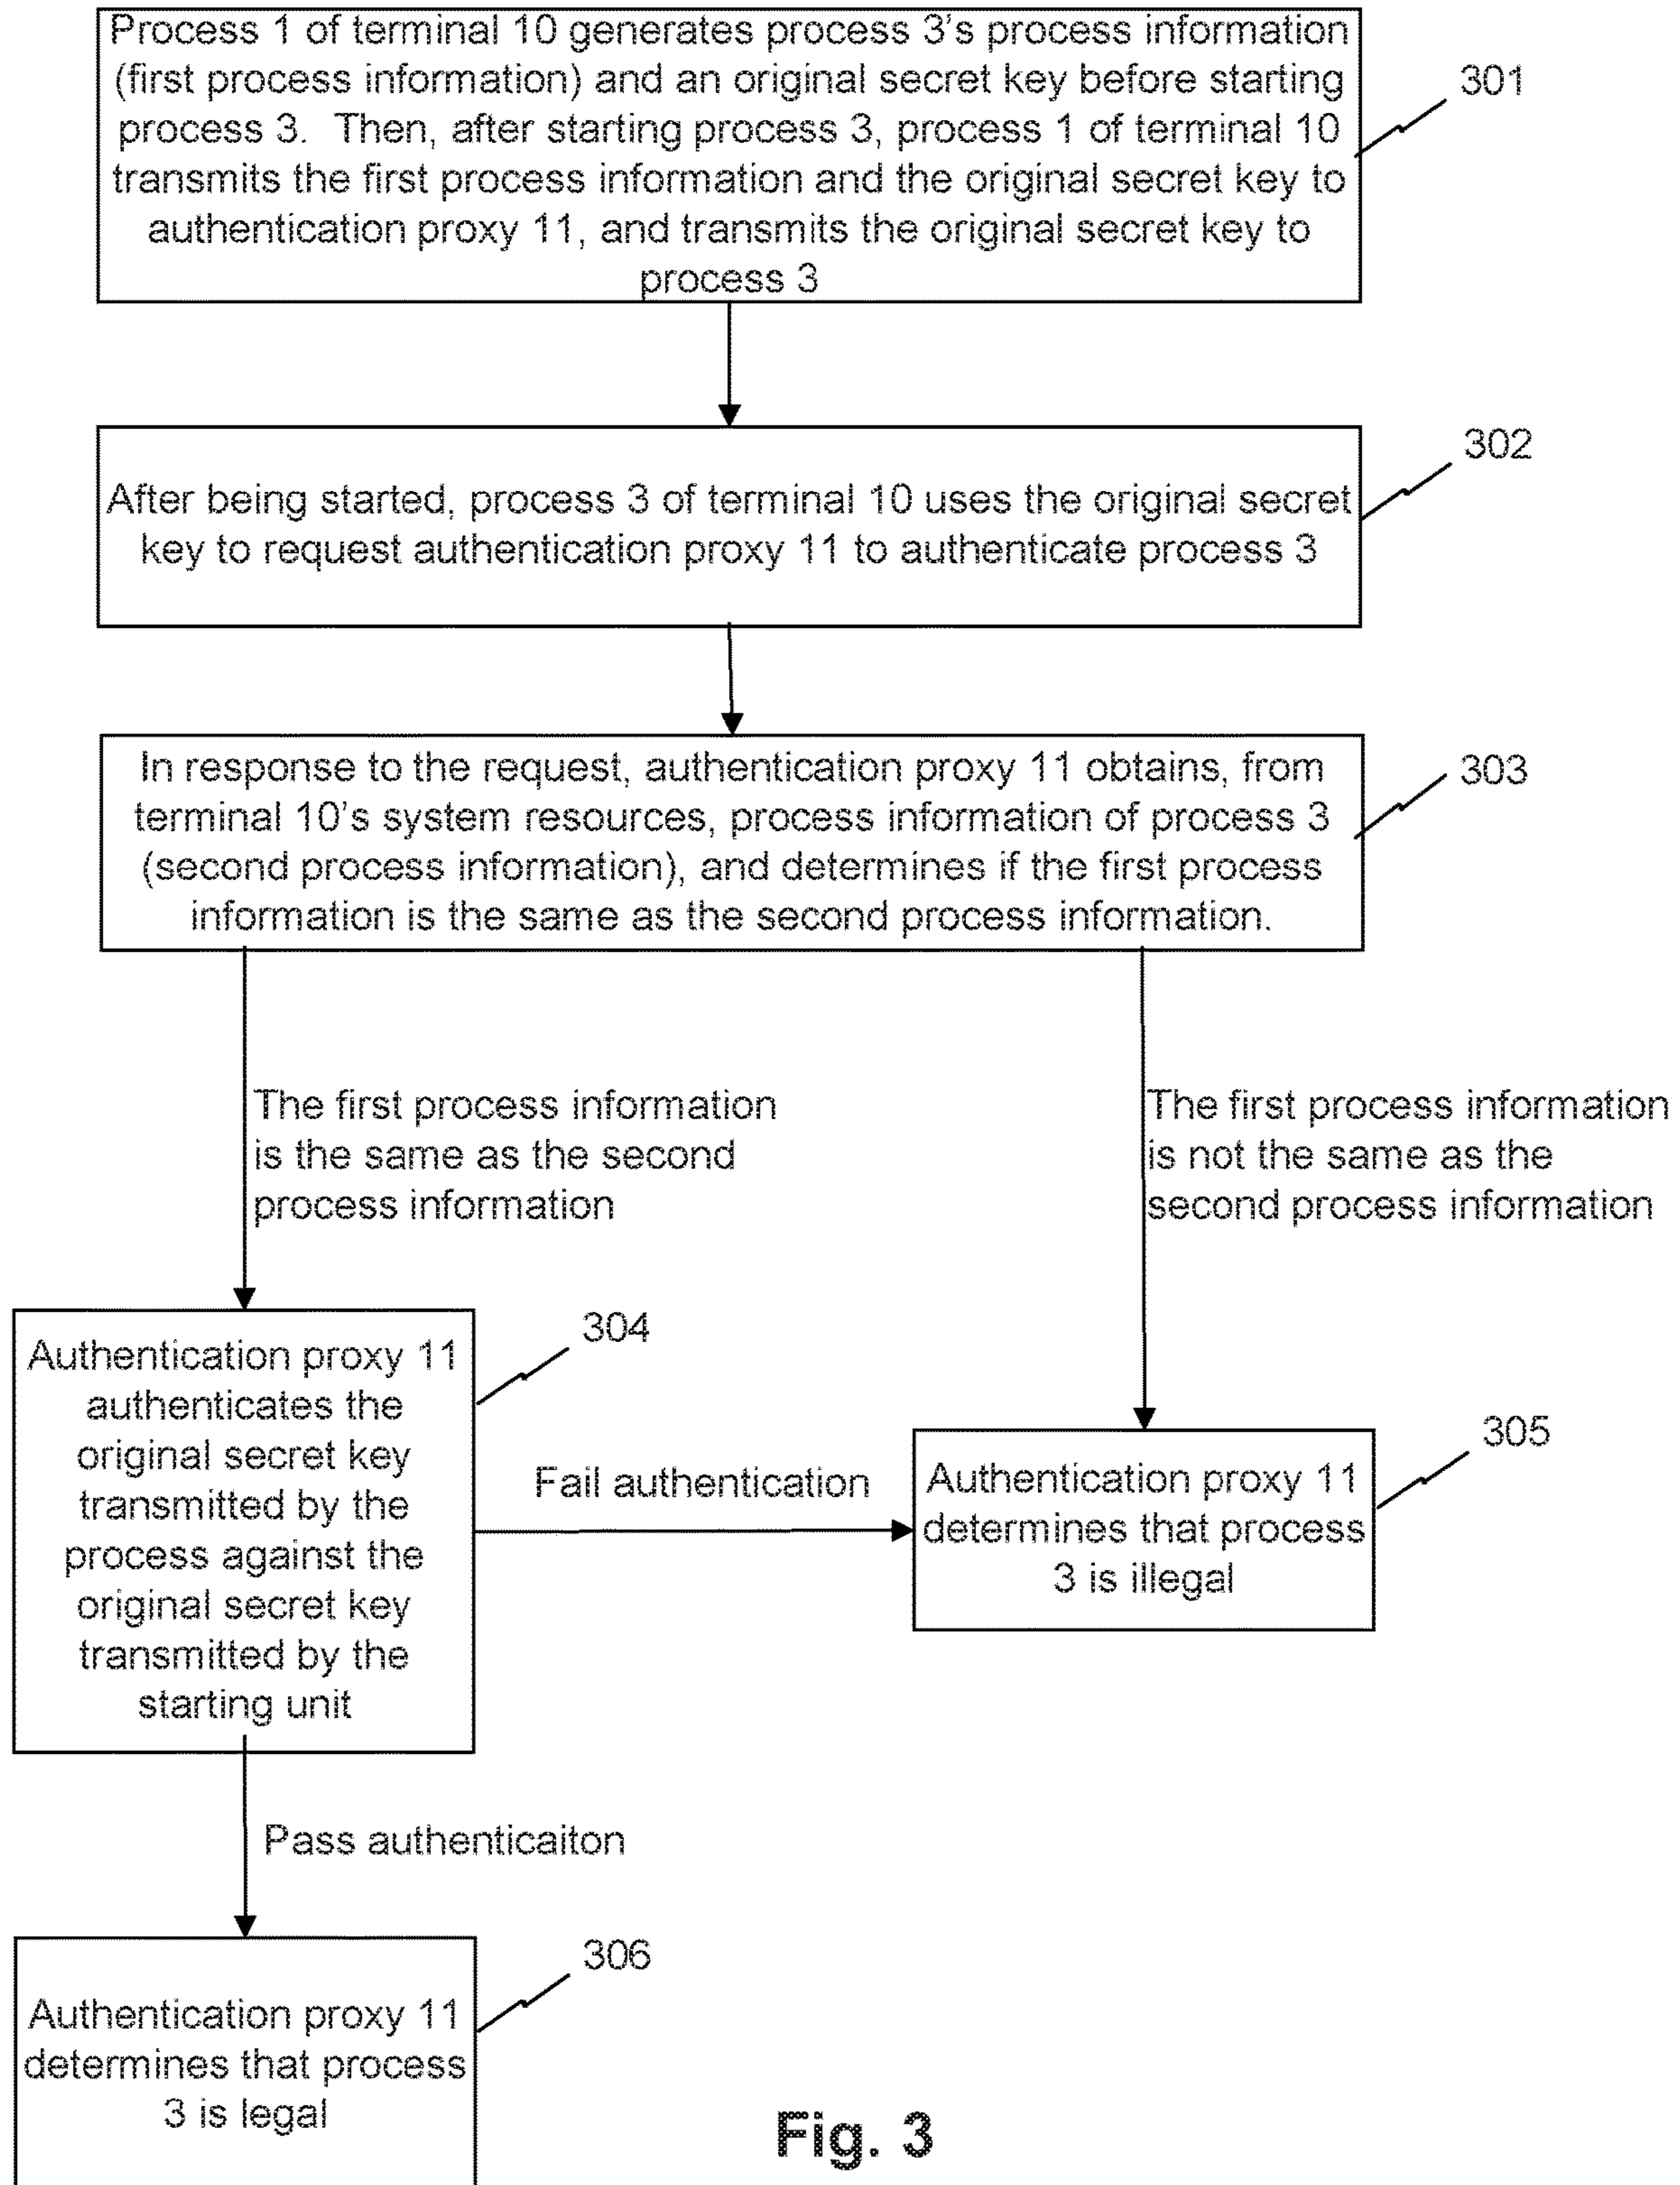 Process 1 of terminal 10 generates process 3's process information
(first process information) and an original secret key before starting
process 3. Then, after starting process 3, process 1 of terminal 10
transmits the first process information and the original secret key to
authentication proxy 11, and transmits the original secret key to
process 3
301
302
After being started, process 3 of terminal 10 uses the original secret
key to request authentication proxy 11 to authenticate process 3
303
In response to the request, authentication proxy 11 obtains, from
terminal 10's system resources, process information of process 3
(second process information), and determines if the first process
information is the same as the second process information.
The first process information
is the same as the second
process information
The first process information
is not the same as the
second process information
304
Authentication proxy 11
authenticates the
original secret key
transmitted by the
process against the
original secret key
transmitted by the
starting unit
Fail authentication
305
Authentication proxy 11
determines that process
3 is illegal
Pass authenticaiton
306
Authentication proxy 11
determines that process
3 is legal
Fig. 3